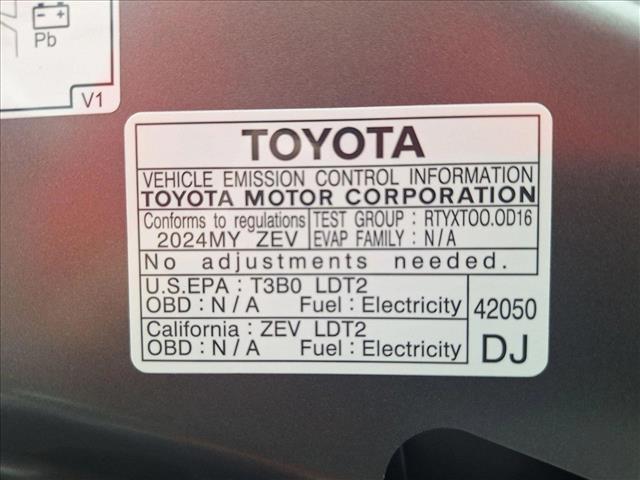 Pb
V1
TOYOTA
VEHICLE EMISSION CONTROL INFORMATION
TOYOTA MOTOR CORPORATION
Conforms to regulations
2024MY ZEV
TEST GROUP : RTYXT00.0D16
EVAP FAMILY : N/A
No adjustments needed.
U.S.EPA : T3B0 LDT2
OBD : N/A Fuel : Electricity
California : ZEV LDT2
OBD : N/A Fuel : Electricity
42050
DJ